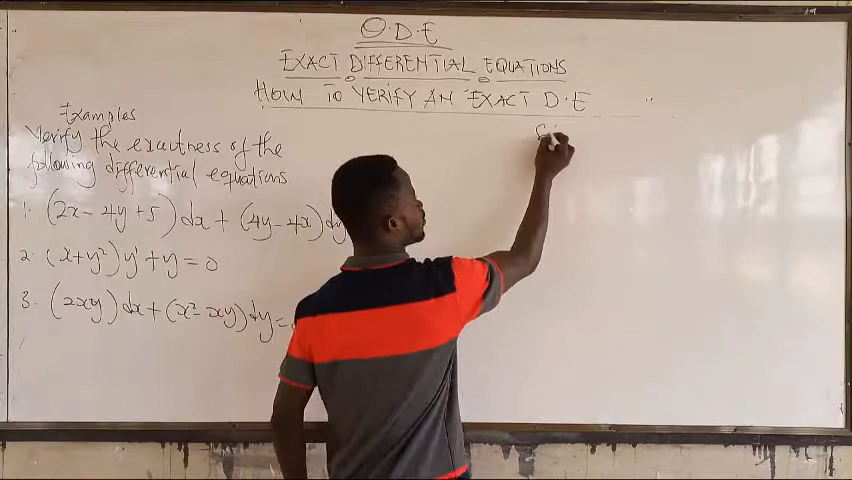 O.D.E
EXACT DIFFERENTIAL EQUATIONS
HOW TO VERIFY AN EXACT D.E
Examples
Verify the exactness of the
following differential equations
1. (2x-4y+5)dx + (4y-4x)dy
2. (x+y²)y'+y=0
3. (2xy)dx+(x²-xy)dy=